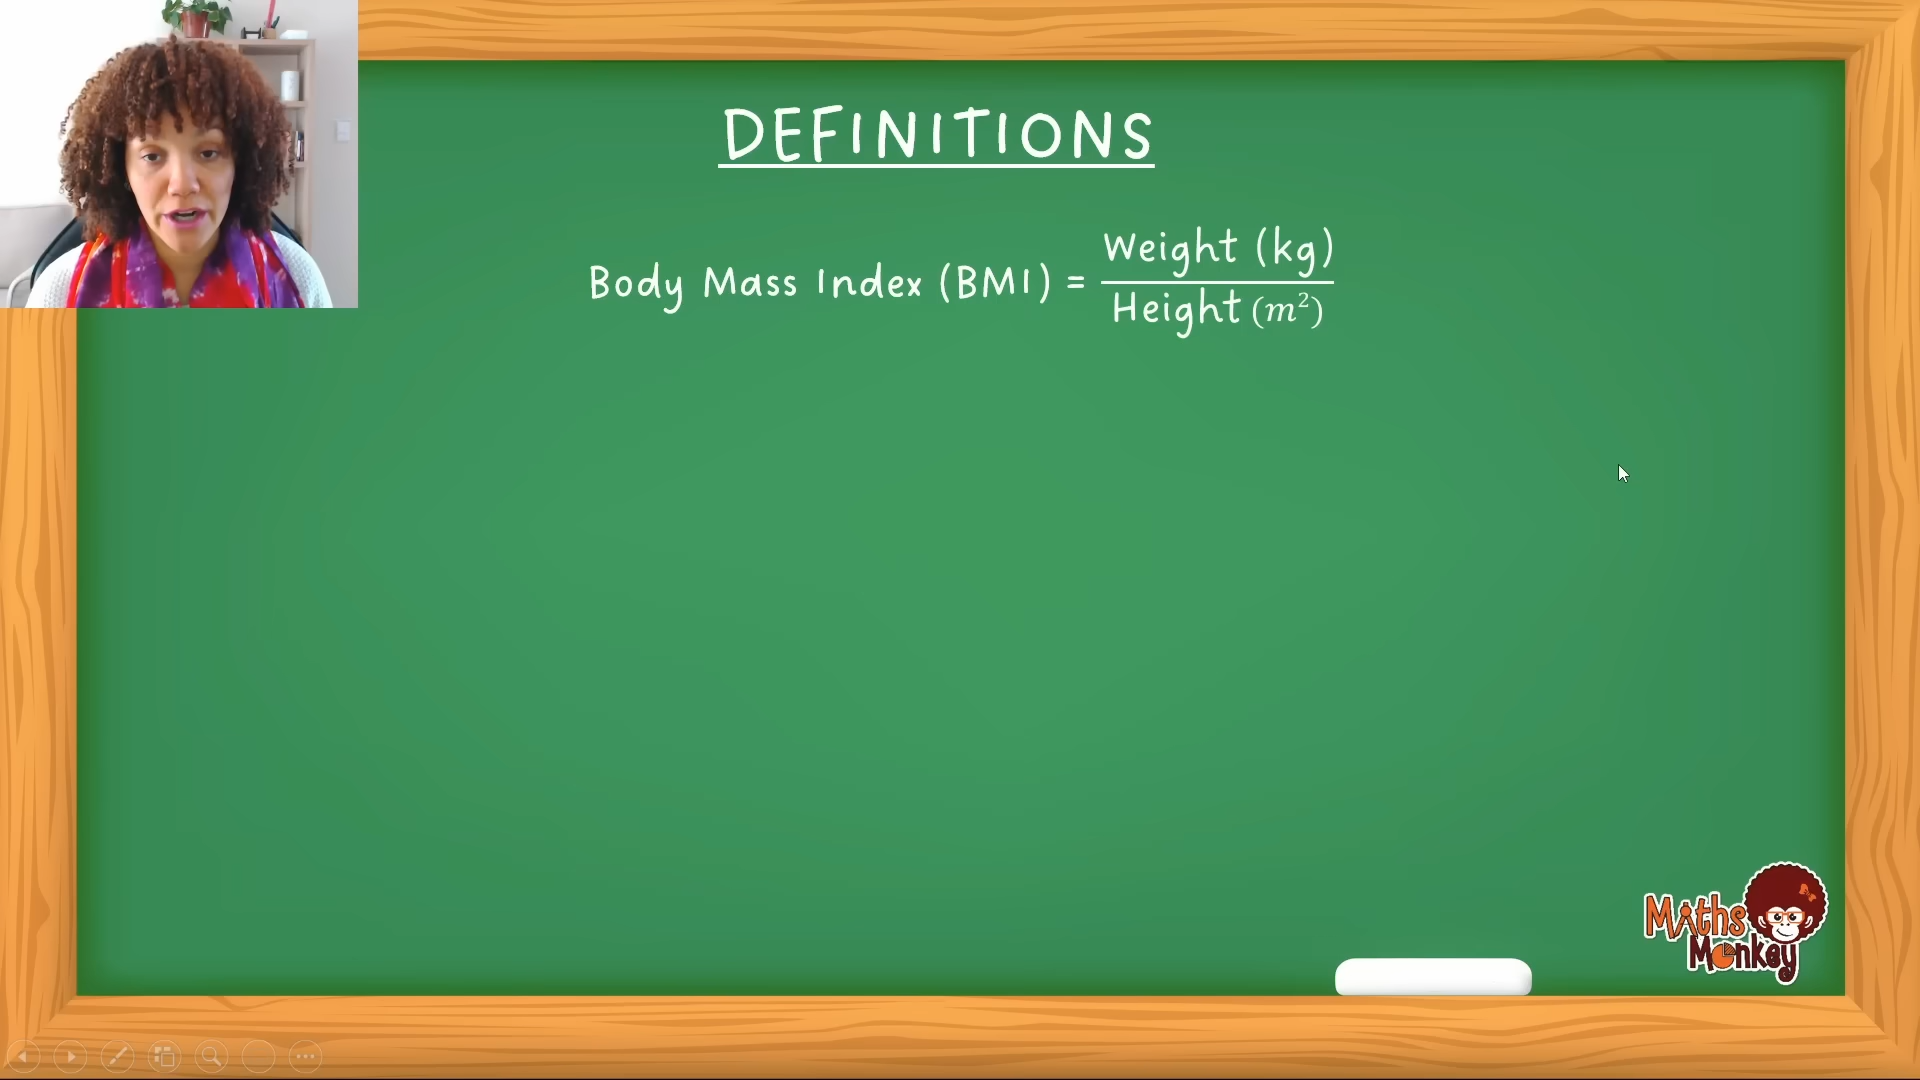 DEFINITIONS
Body Mass Index (BMI) = Weight (kg) / Height (m²)
Maths
Monkey